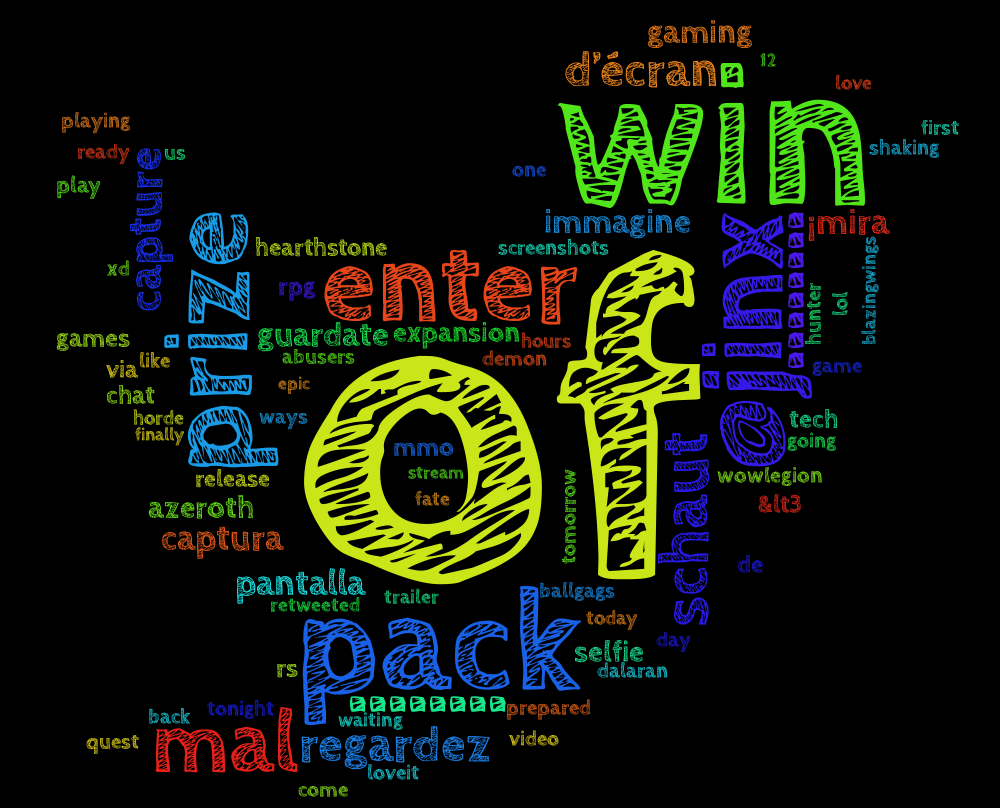 gaming
d'écran
12
win
love
playing
first
ready
us
shaking
capture
one
play
prize
immagine
¡mira
hearthstone
screenshots
@jinx□□□□□□□□
blazingwings
xd
rpg
enter
of
hunter
lol
games
guardate
expansion
hours
via
like
abusers
demon
game
chat
epic
horde
ways
tech
finally
mmo
going
release
stream
schaut
wowlegion
azeroth
fate
tomorrow
&lt3
captura
de
pantalla
ballgags
retweeted
trailer
pack
today
day
selfie
rs
dalaran
□□□□□□□□
prepared
back
tonight
waiting
quest
mal
regardez
video
loveit
come